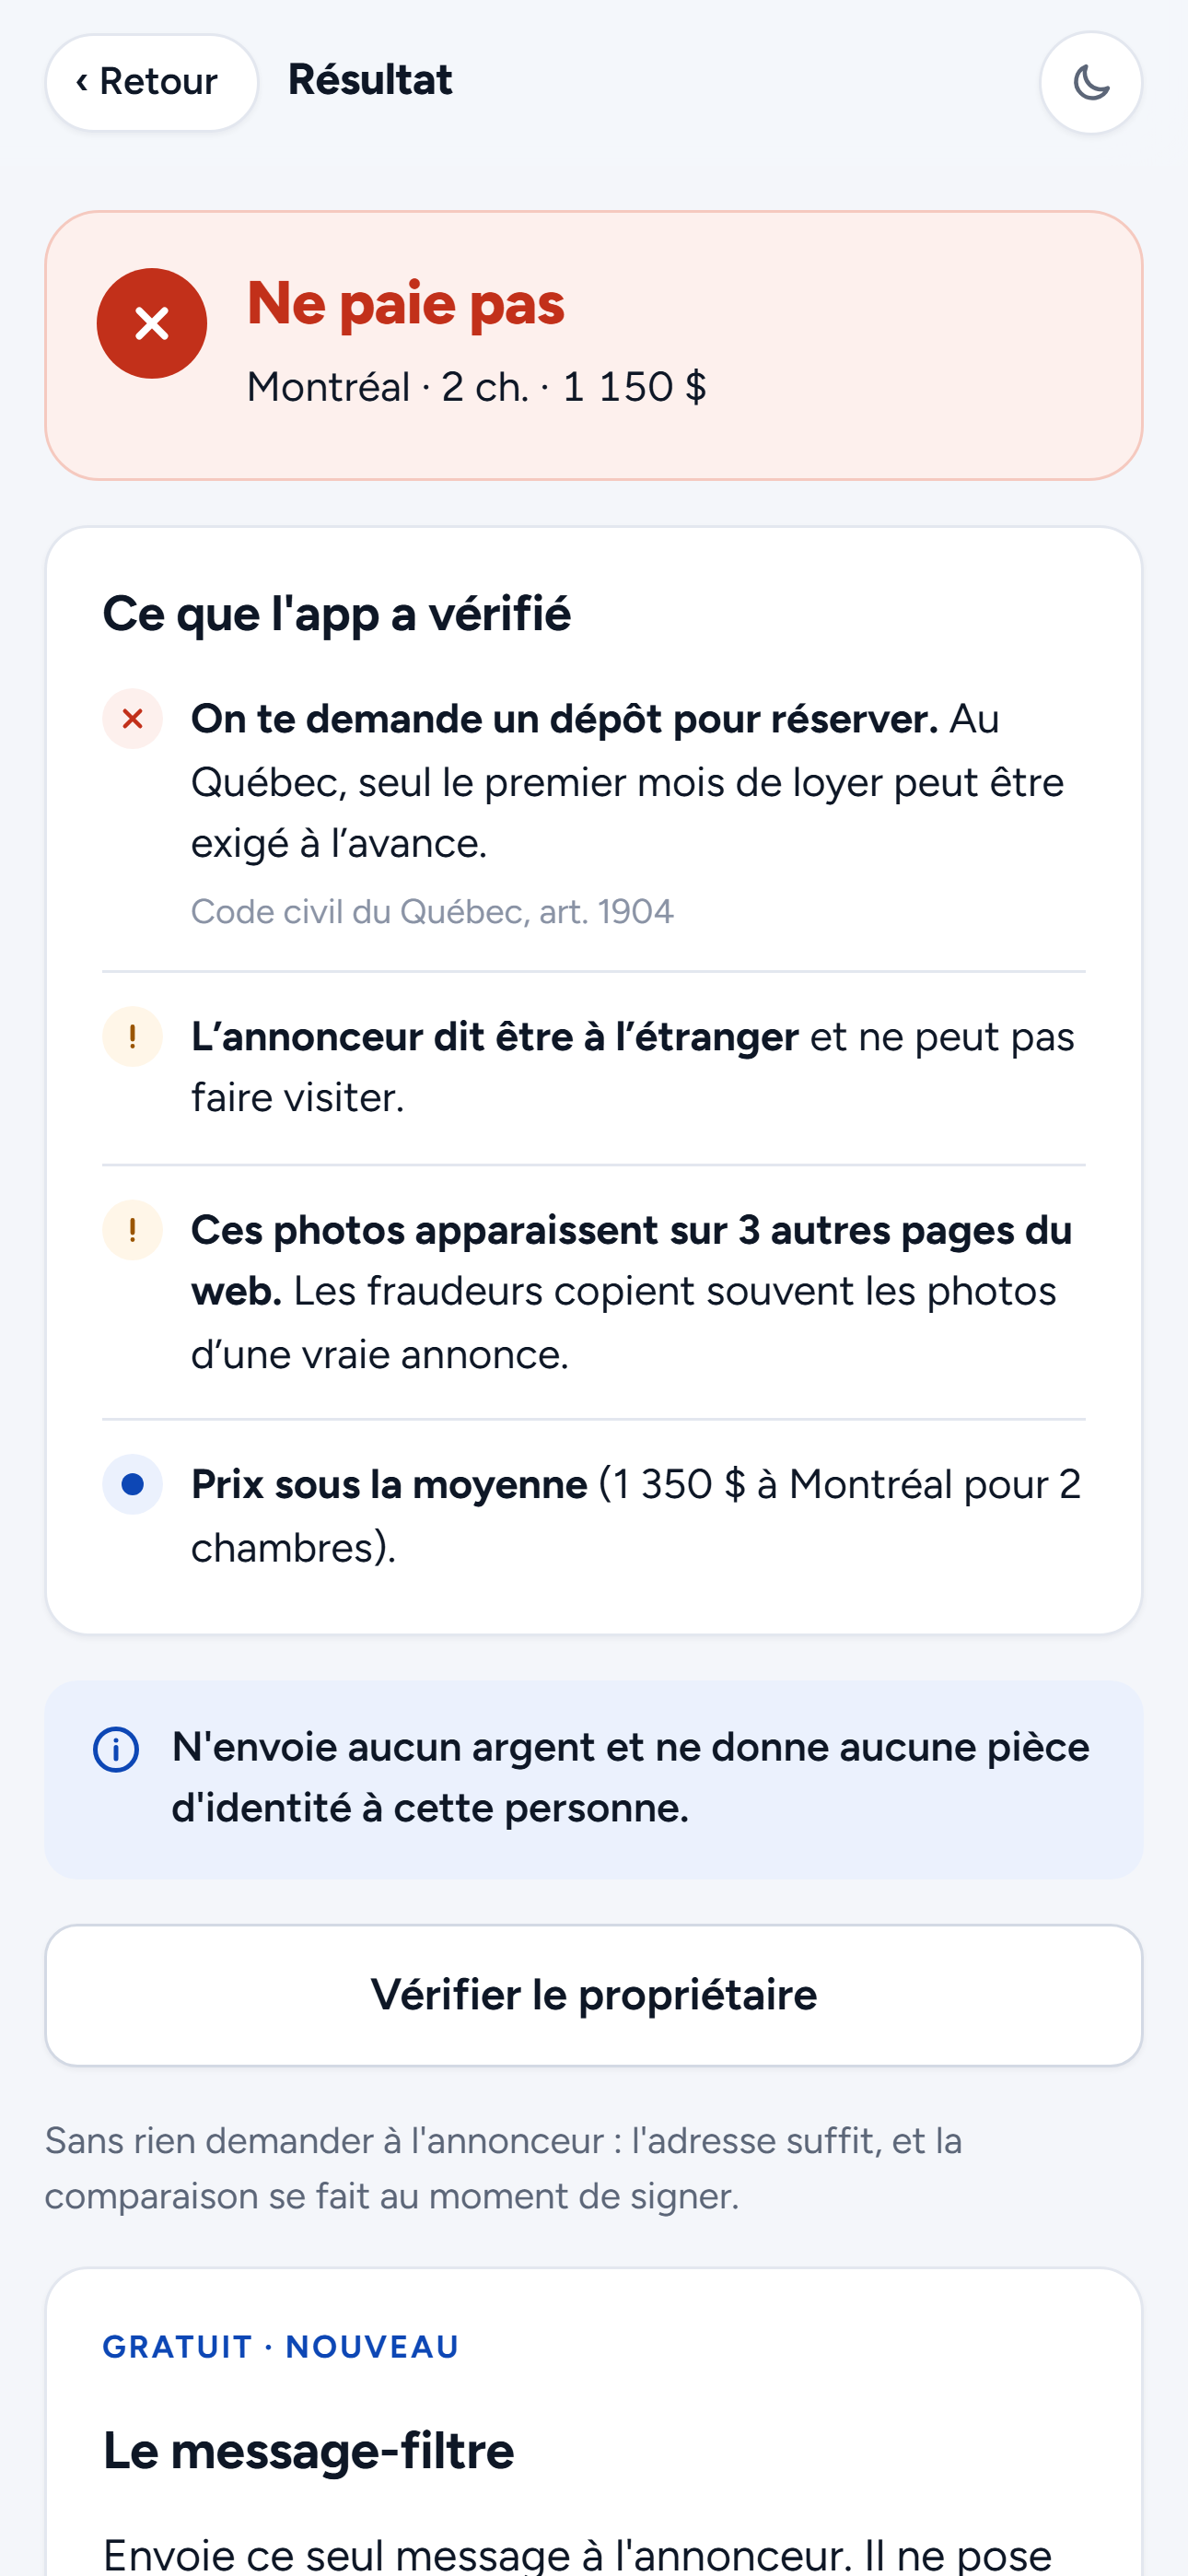 ‹ Retour
Résultat
Ne paie pas
Montréal · 2 ch. · 1 150 $
Ce que l'app a vérifié
On te demande un dépôt pour réserver. Au
Québec, seul le premier mois de loyer peut être
exigé à l’avance.
Code civil du Québec, art. 1904
L’annonceur dit être à l’étranger et ne peut pas
faire visiter.
Ces photos apparaissent sur 3 autres pages du
web. Les fraudeurs copient souvent les photos
d’une vraie annonce.
Prix sous la moyenne (1 350 $ à Montréal pour 2
chambres).
N'envoie aucun argent et ne donne aucune pièce
d'identité à cette personne.
Vérifier le propriétaire
Sans rien demander à l'annonceur : l'adresse suffit, et la
comparaison se fait au moment de signer.
GRATUIT · NOUVEAU
Le message-filtre
Envoie ce seul message à l'annonceur. Il ne pose